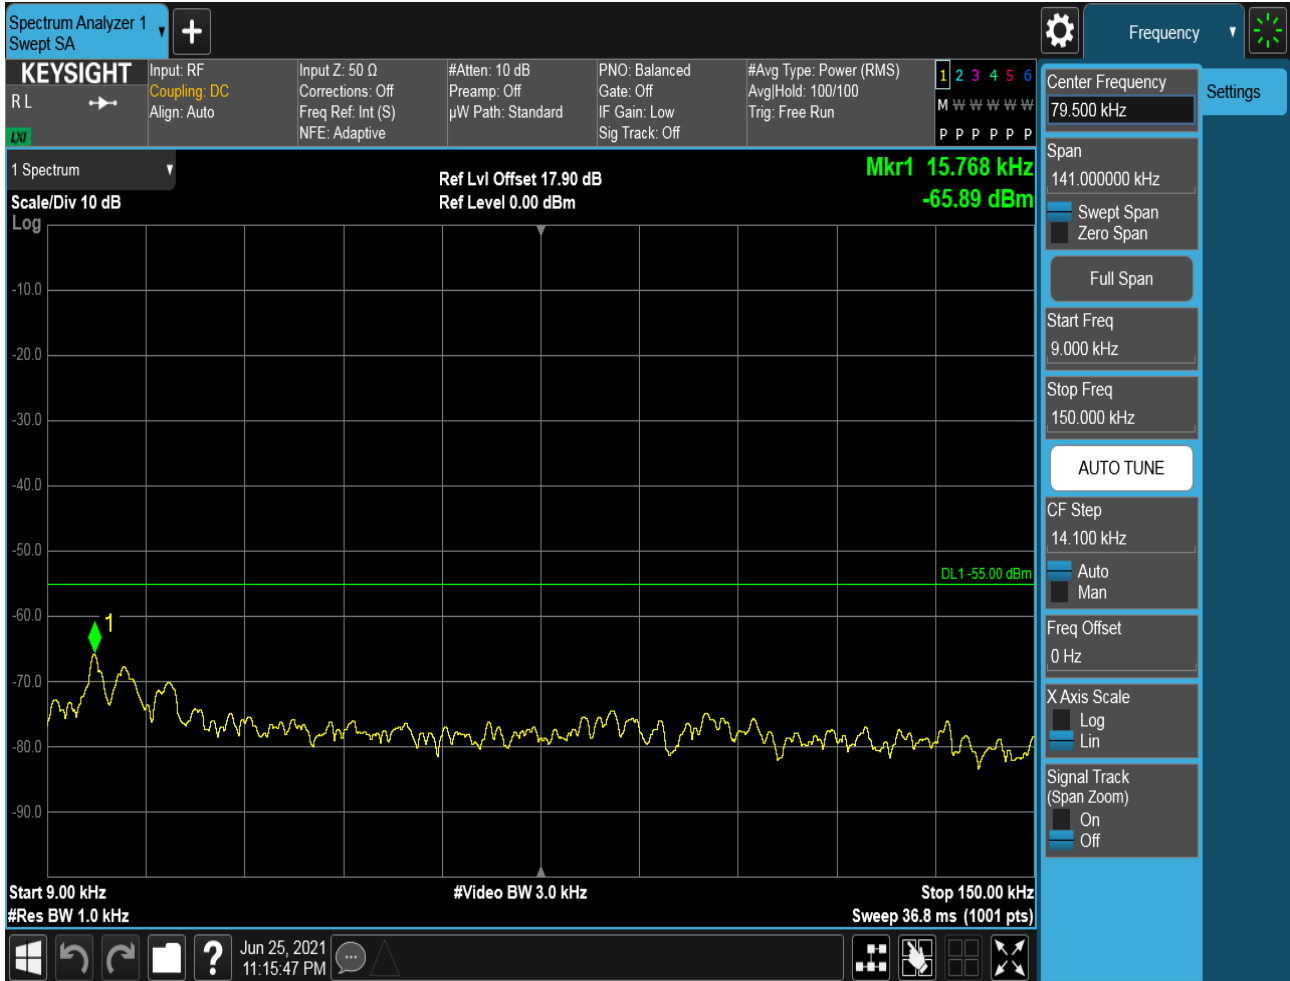 Spectrum Analyzer 1
Swept SA
Frequency
KEYSIGHT
R L
LXI
Input: RF
Coupling: DC
Align: Auto
Input Z: 50 Ω
Corrections: Off
Freq Ref: Int (S)
NFE: Adaptive
#Atten: 10 dB
Preamp: Off
µW Path: Standard
PNO: Balanced
Gate: Off
IF Gain: Low
Sig Track: Off
#Avg Type: Power (RMS)
Avg|Hold: 100/100
Trig: Free Run
1 2 3 4 5 6
M W W W W W
P P P P P P
1 Spectrum
Scale/Div 10 dB
Log
Ref Lvl Offset 17.90 dB
Ref Level 0.00 dBm
Mkr1 15.768 kHz
-65.89 dBm
-10.0
-20.0
-30.0
-40.0
-50.0
DL1 -55.00 dBm
-60.0
1
-70.0
-80.0
-90.0
Start 9.00 kHz
#Video BW 3.0 kHz
Stop 150.00 kHz
#Res BW 1.0 kHz
Sweep 36.8 ms (1001 pts)
?
Jun 25, 2021
11:15:47 PM
Center Frequency
79.500 kHz
Settings
Span
141.000000 kHz
Swept Span
Zero Span
Full Span
Start Freq
9.000 kHz
Stop Freq
150.000 kHz
AUTO TUNE
CF Step
14.100 kHz
Auto
Man
Freq Offset
0 Hz
X Axis Scale
Log
Lin
Signal Track
(Span Zoom)
On
Off